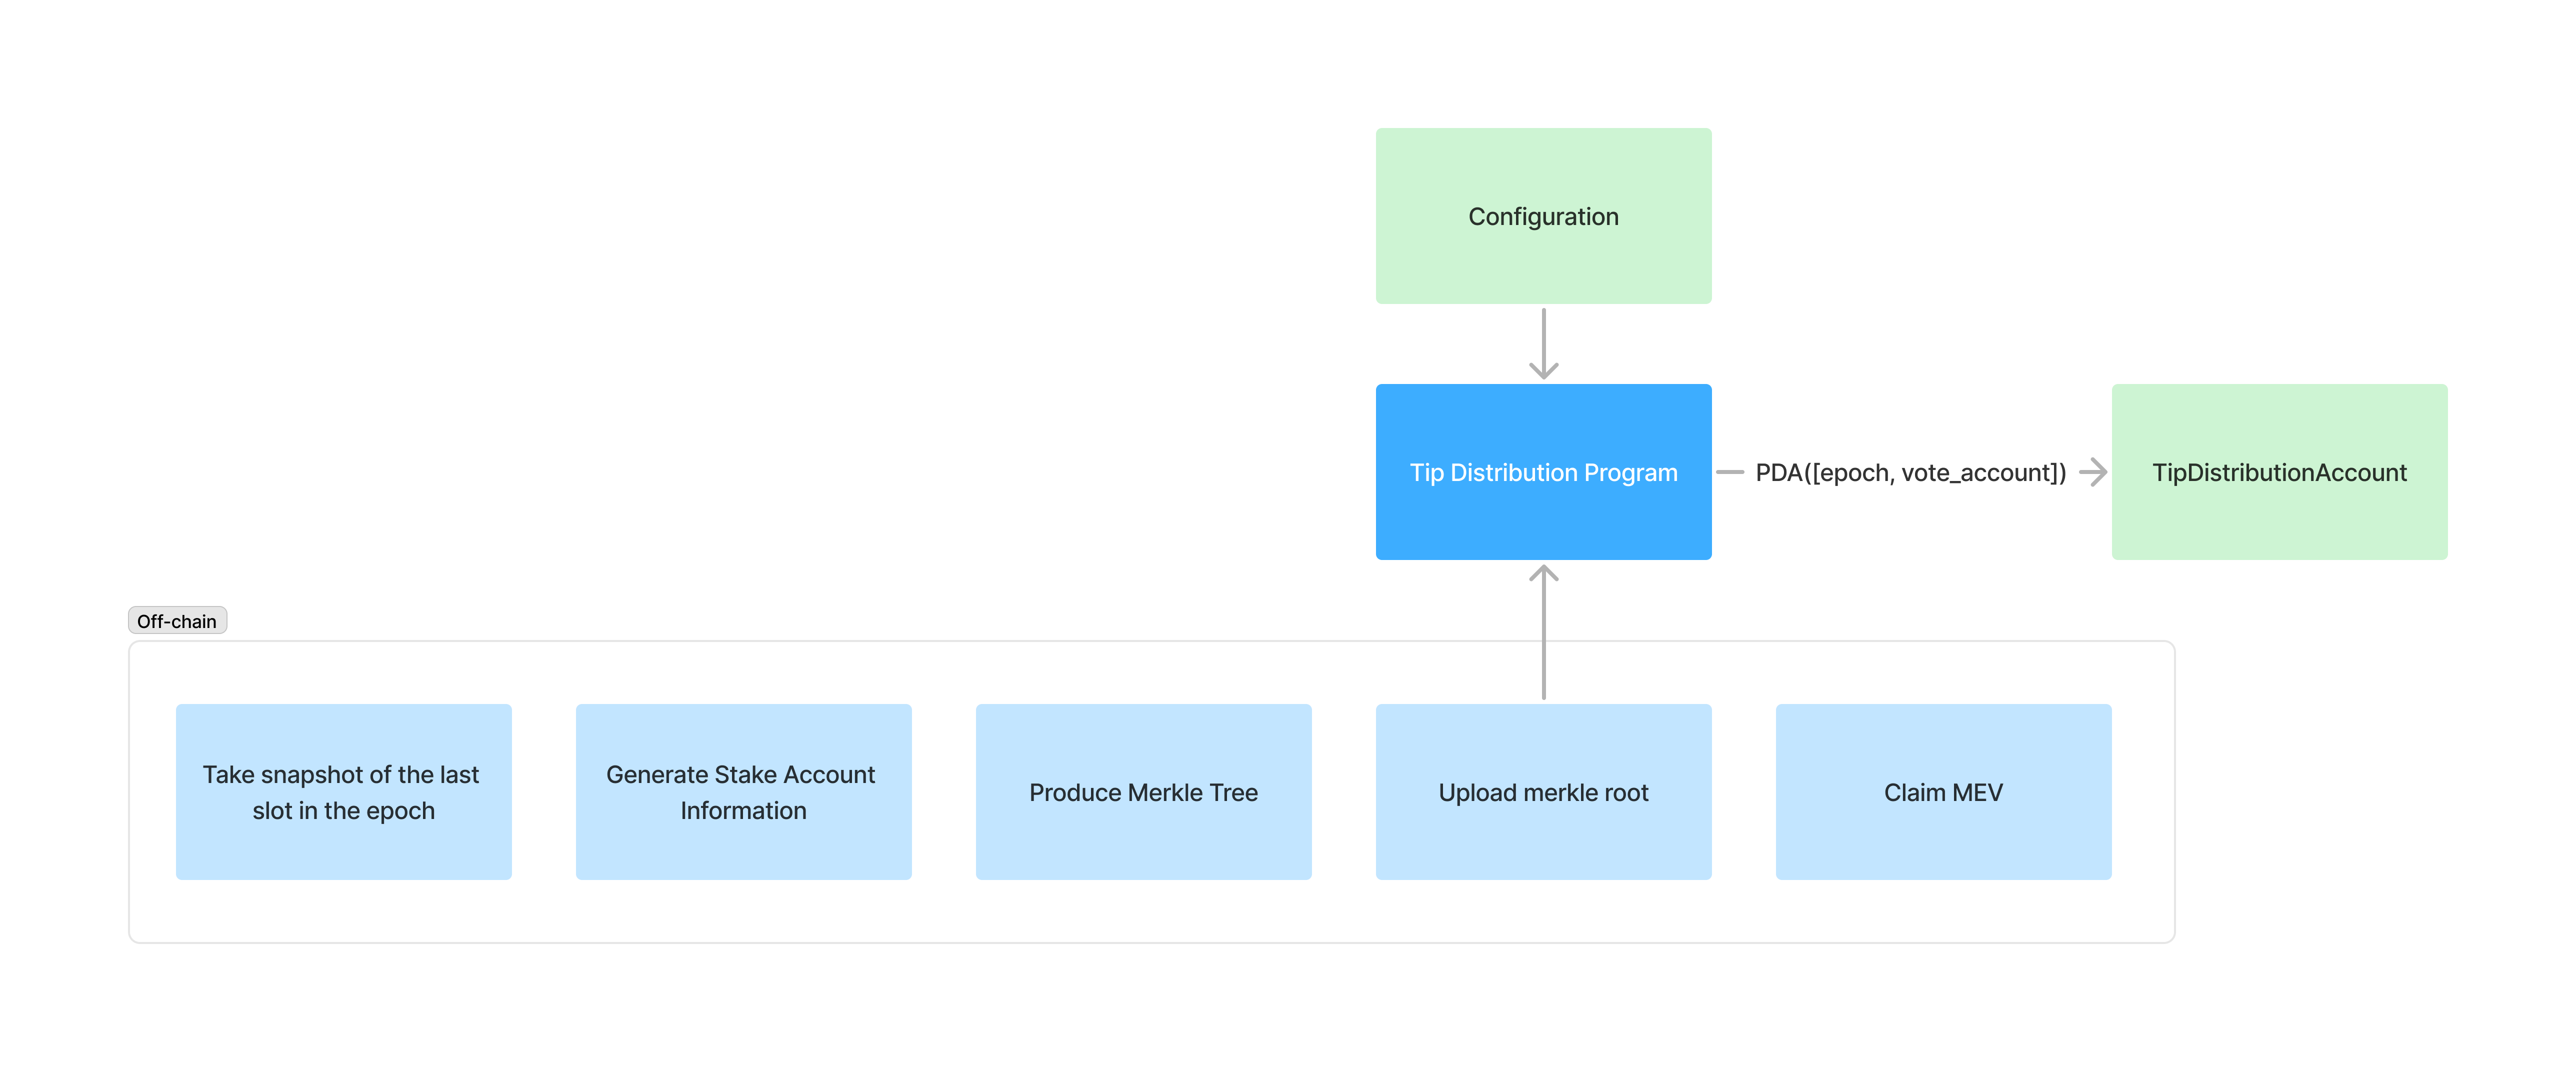 Configuration
Tip Distribution Program
PDA([epoch, vote_account])
TipDistributionAccount
Off-chain
Take snapshot of the last
slot in the epoch
Generate Stake Account
Information
Produce Merkle Tree
Upload merkle root
Claim MEV